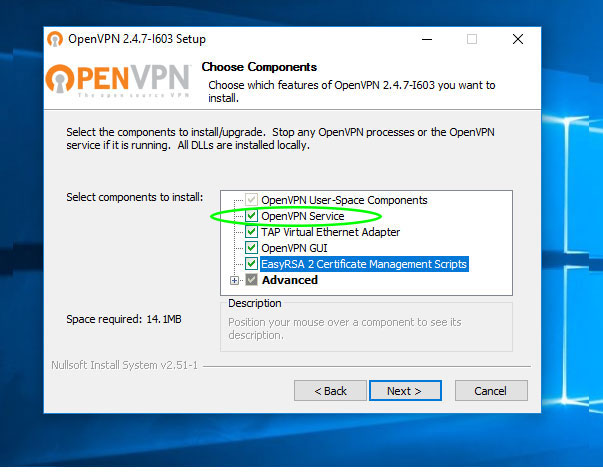 OpenVPN 2.4.7-I603 Setup
OPENVPN
The open source VPN
Choose Components
Choose which features of OpenVPN 2.4.7-I603 you want to
install.
Select the components to install/upgrade. Stop any OpenVPN processes or the OpenVPN
service if it is running. All DLLs are installed locally.
Select components to install:
OpenVPN User-Space Components
OpenVPN Service
TAP Virtual Ethernet Adapter
OpenVPN GUI
EasyRSA 2 Certificate Management Scripts
Advanced
Space required: 14.1MB
Description
Position your mouse over a component to see its
description.
Nullsoft Install System v2.51-1
< Back
Next >
Cancel